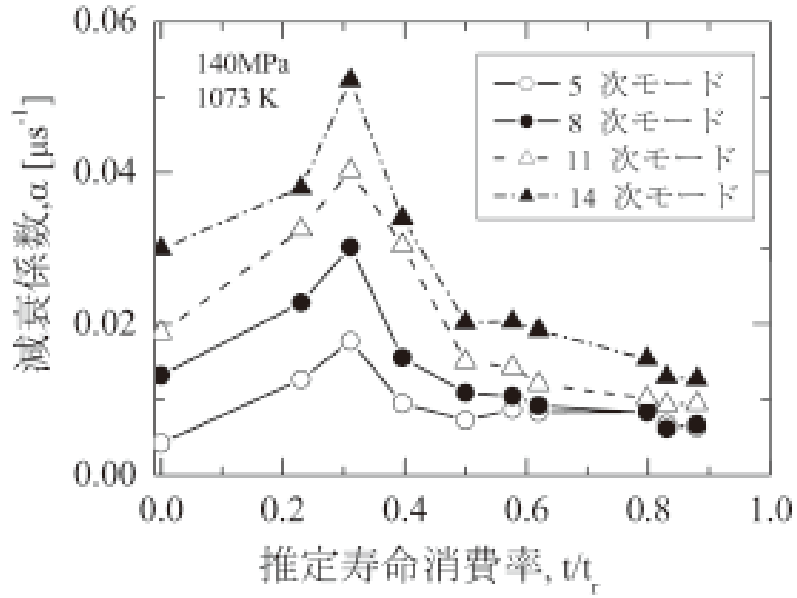 0.06
0.04
0.02
0.00
減衰係数,α [μs⁻¹]
140MPa
1073 K
5 次モード
8 次モード
11 次モード
14 次モード
0.0 0.2 0.4 0.6 0.8 1.0
推定寿命消費率, t/tᵣ